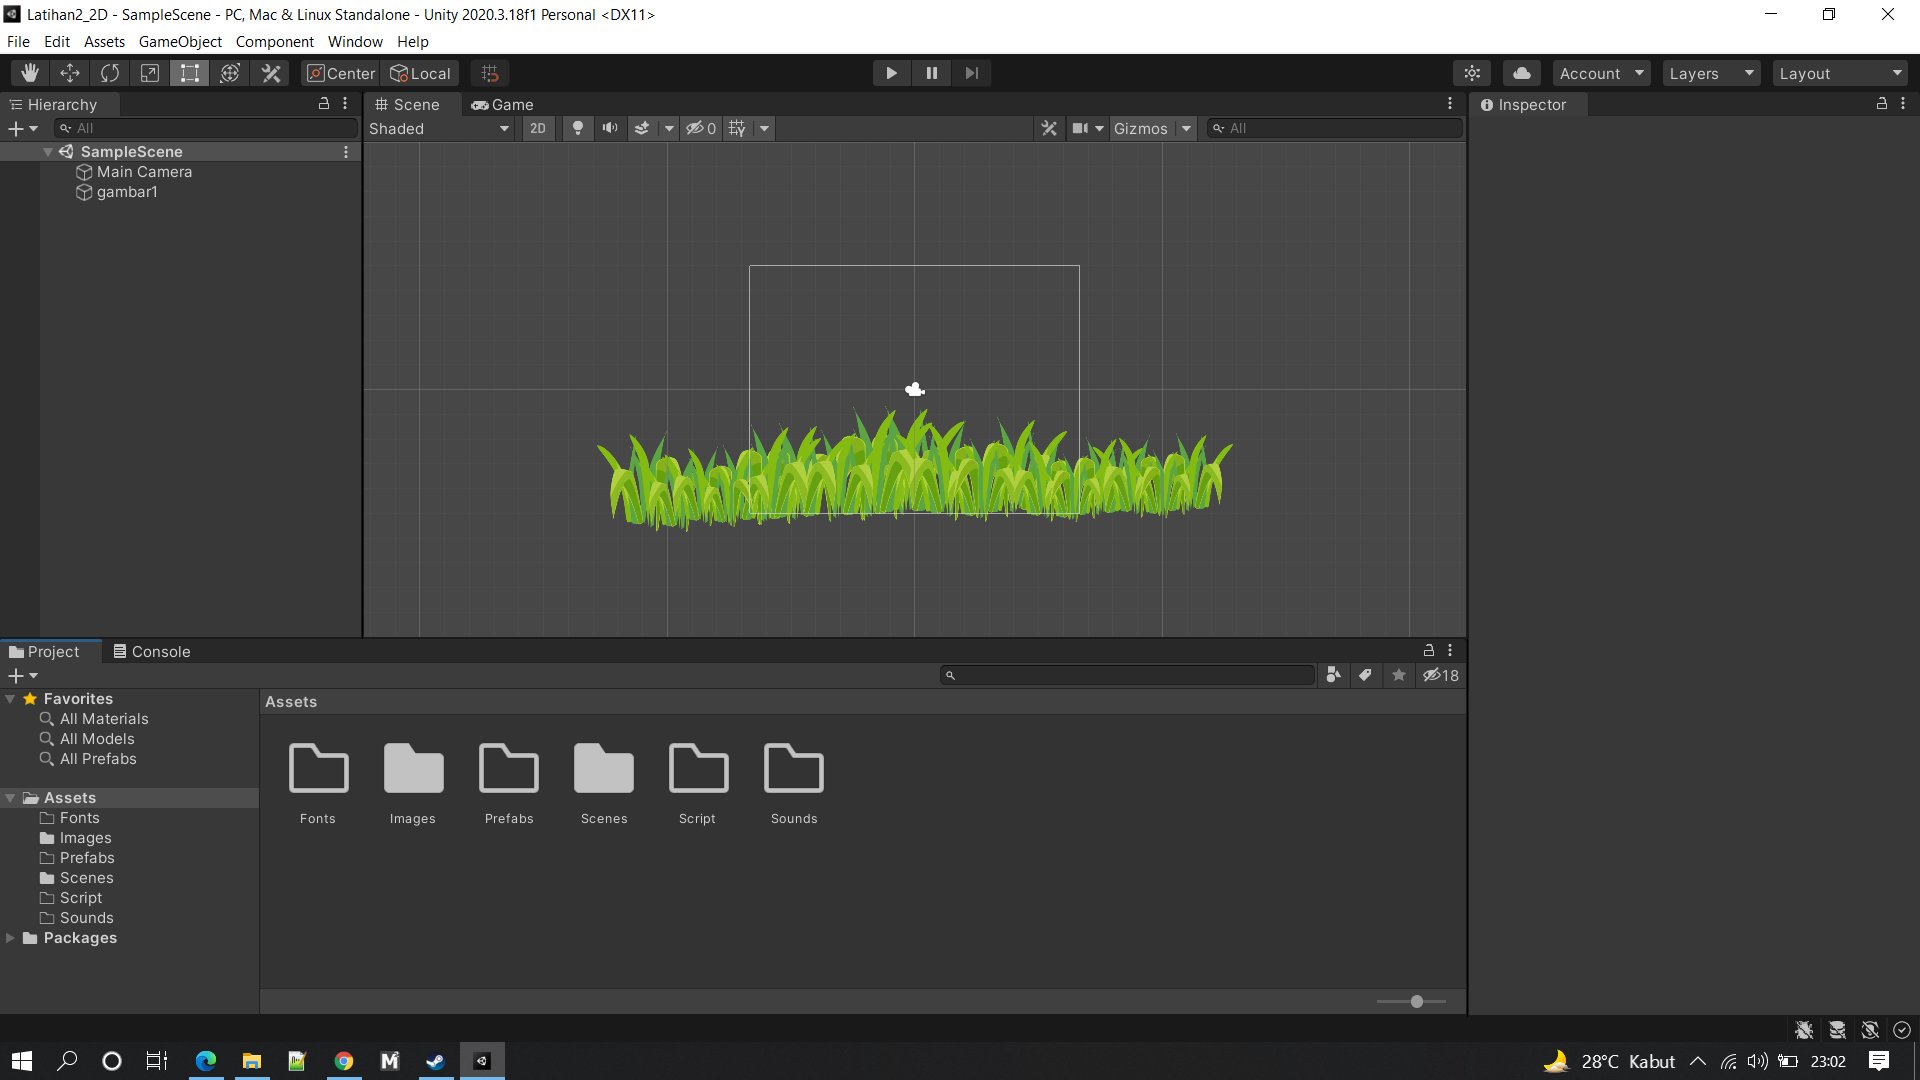 Latihan2_2D - SampleScene - PC, Mac & Linux Standalone - Unity 2020.3.18f1 Personal <DX11>
File Edit Assets GameObject Component Window Help
Center Local Account Layers Layout
Hierarchy
All
SampleScene
Main Camera
gambar1
Scene Game
Shaded 2D 0 Gizmos All
Inspector
Project Console
18
Favorites
All Materials
All Models
All Prefabs
Assets
Fonts
Images
Prefabs
Scenes
Script
Sounds
Packages
Assets
Fonts Images Prefabs Scenes Script Sounds
28°C Kabut 23:02